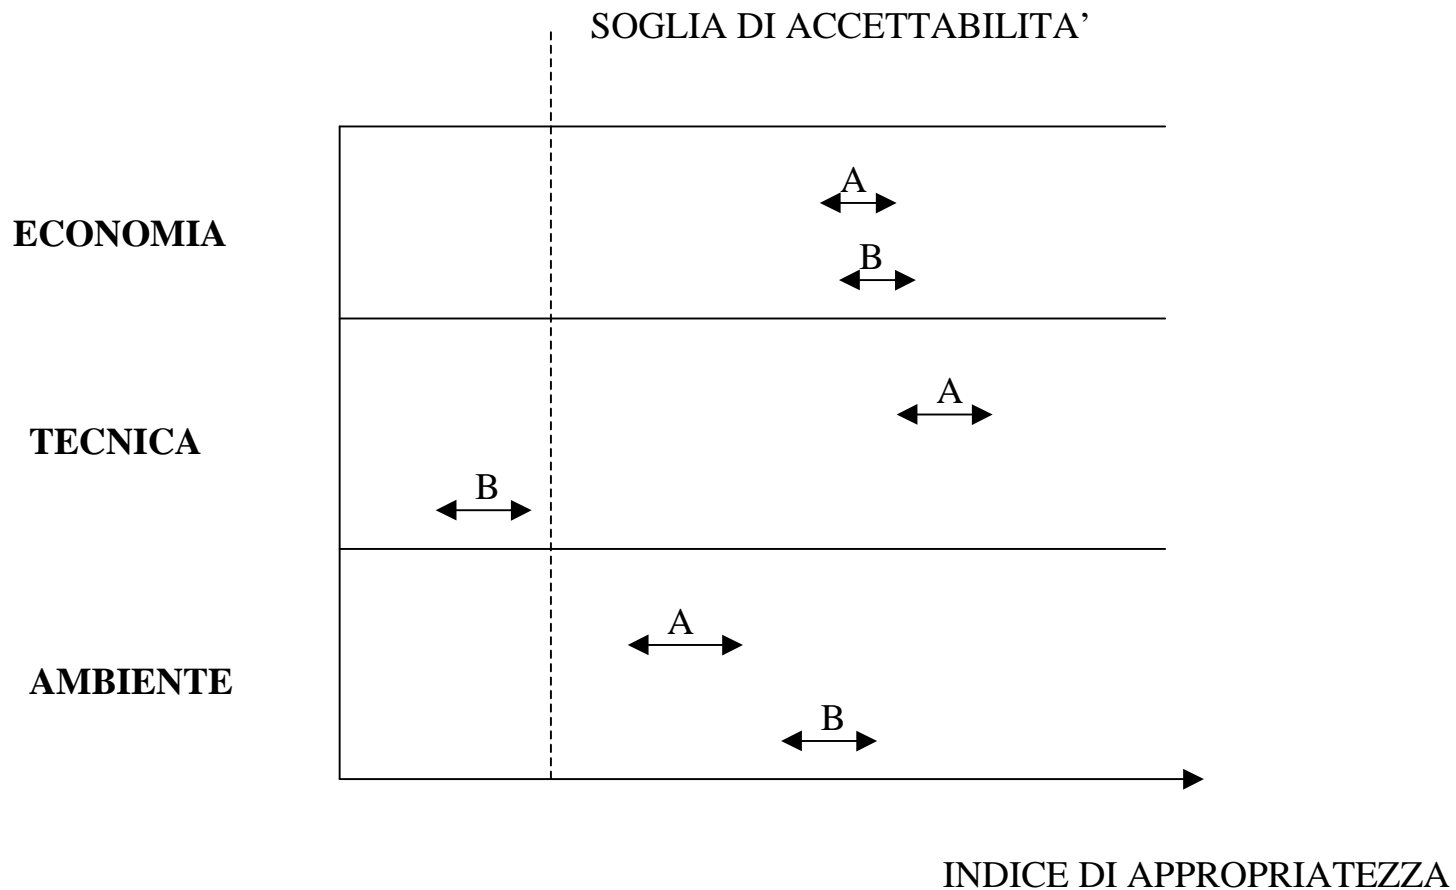 SOGLIA DI ACCETTABILITA’
A
ECONOMIA
B
A
TECNICA
B
A
AMBIENTE
B
INDICE DI APPROPRIATEZZA